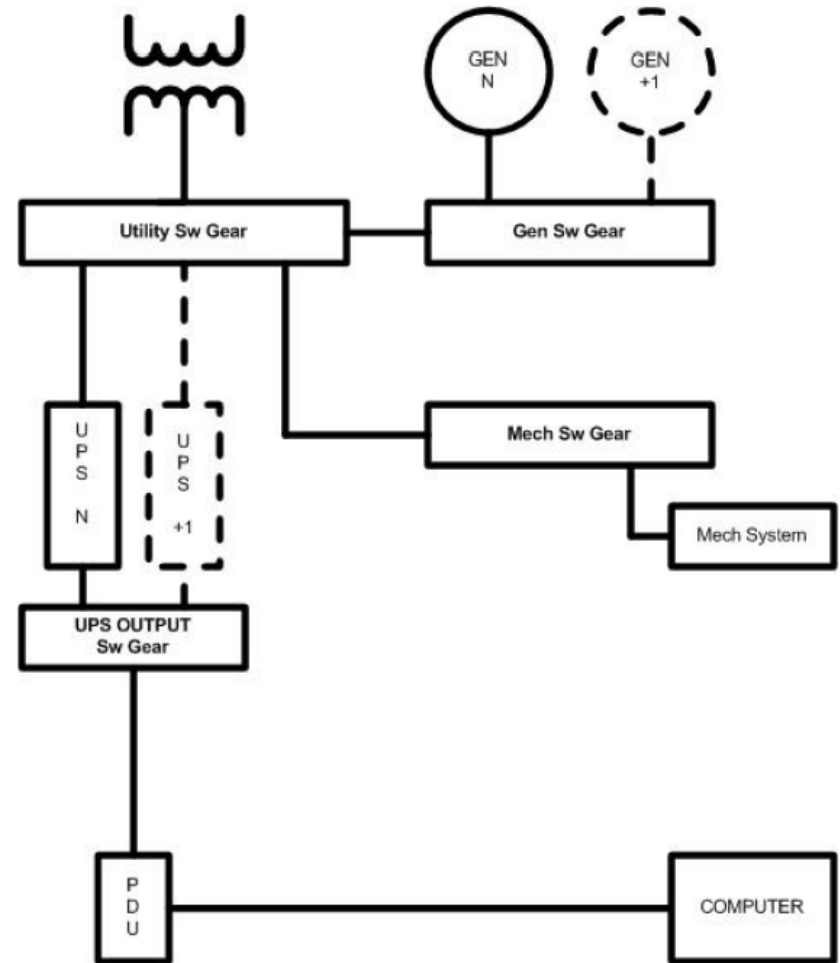 GEN
N
GEN
+1
Utility Sw Gear
Gen Sw Gear
U
P
S
N
U
P
S
+1
Mech Sw Gear
Mech System
UPS OUTPUT
Sw Gear
P
D
U
COMPUTER